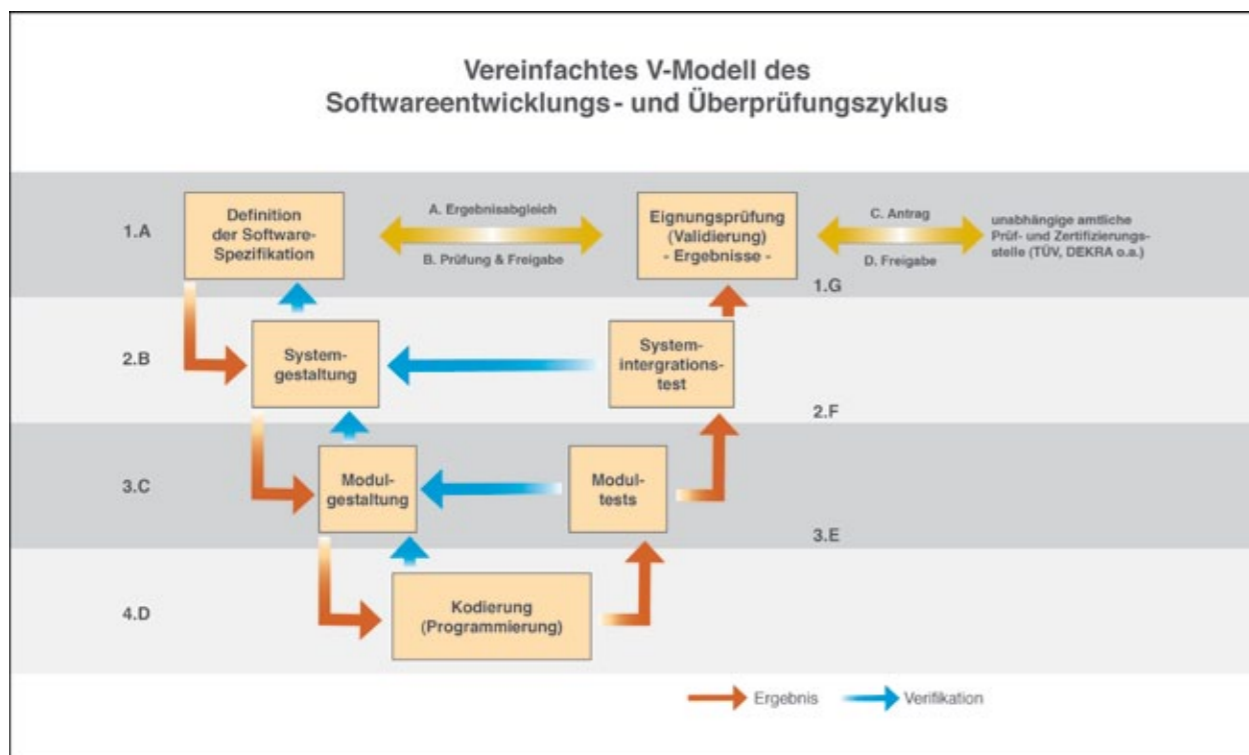 Vereinfachtes V-Modell des
Softwareentwicklungs- und Überprüfungszyklus
1.A
Definition
der Software-
Spezifikation
A. Ergebnisabgleich
B. Prüfung & Freigabe
Eignungsprüfung
(Validierung)
- Ergebnisse -
C. Antrag
D. Freigabe
unabhängige amtliche
Prüf- und Zertifizierungs-
stelle (TÜV, DEKRA o.a.)
1.G
2.B
System-
gestaltung
System-
intergrations-
test
2.F
3.C
Modul-
gestaltung
Modul-
tests
3.E
4.D
Kodierung
(Programmierung)
Ergebnis
Verifikation